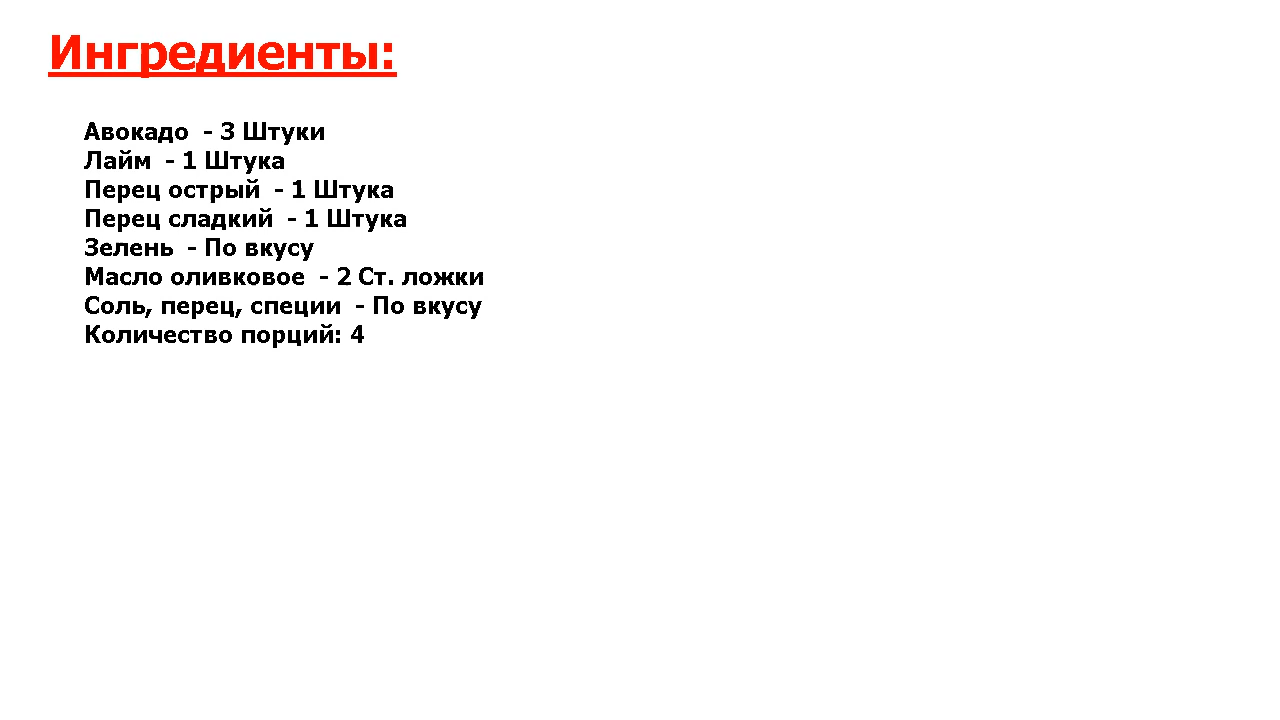 Ингредиенты:
Авокадо  - 3 Штуки
Лайм  - 1 Штука
Перец острый  - 1 Штука
Перец сладкий  - 1 Штука
Зелень  - По вкусу
Масло оливковое  - 2 Ст. ложки
Соль, перец, специи  - По вкусу
Количество порций: 4